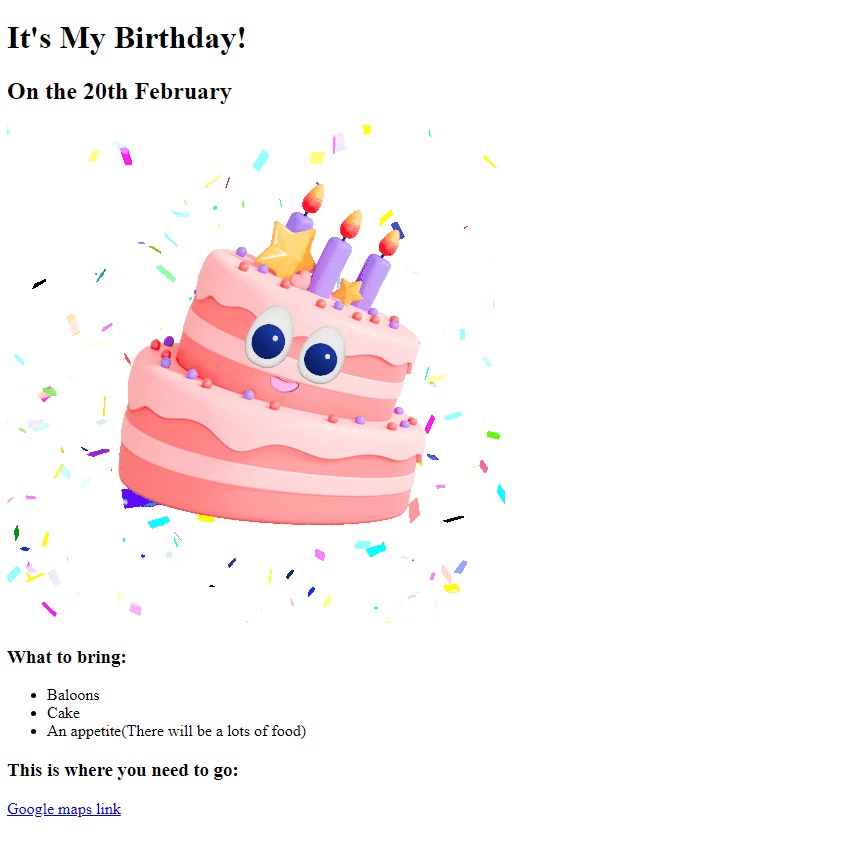 It's My Birthday!
On the 20th February
What to bring:
Baloons
Cake
An appetite(There will be a lots of food)
This is where you need to go:
Google maps link